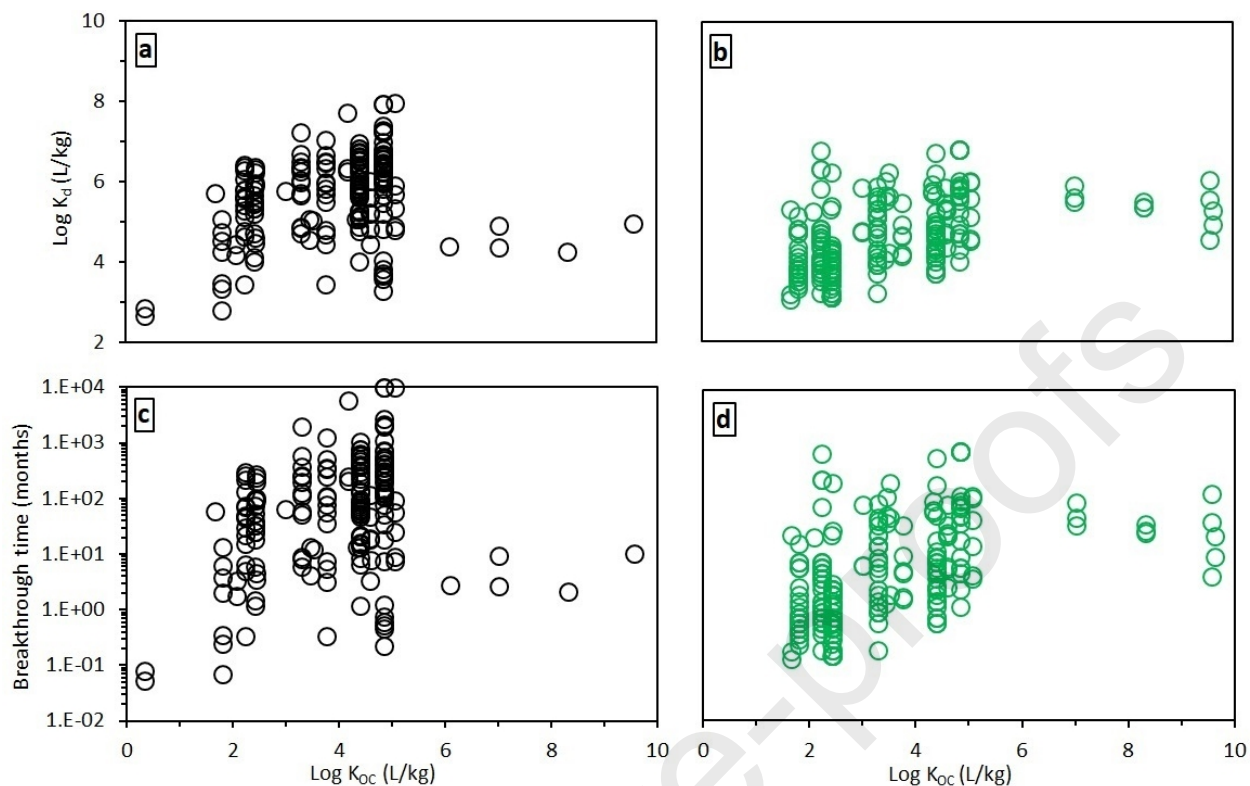 a
b
10
8
6
4
2
Log Kd (L/kg)
c
d
1.E+04
1.E+03
1.E+02
1.E+01
1.E+00
1.E-01
1.E-02
Breakthrough time (months)
0 2 4 6 8 10
0 2 4 6 8 10
Log KOC (L/kg)
Log KOC (L/kg)
e-proofs